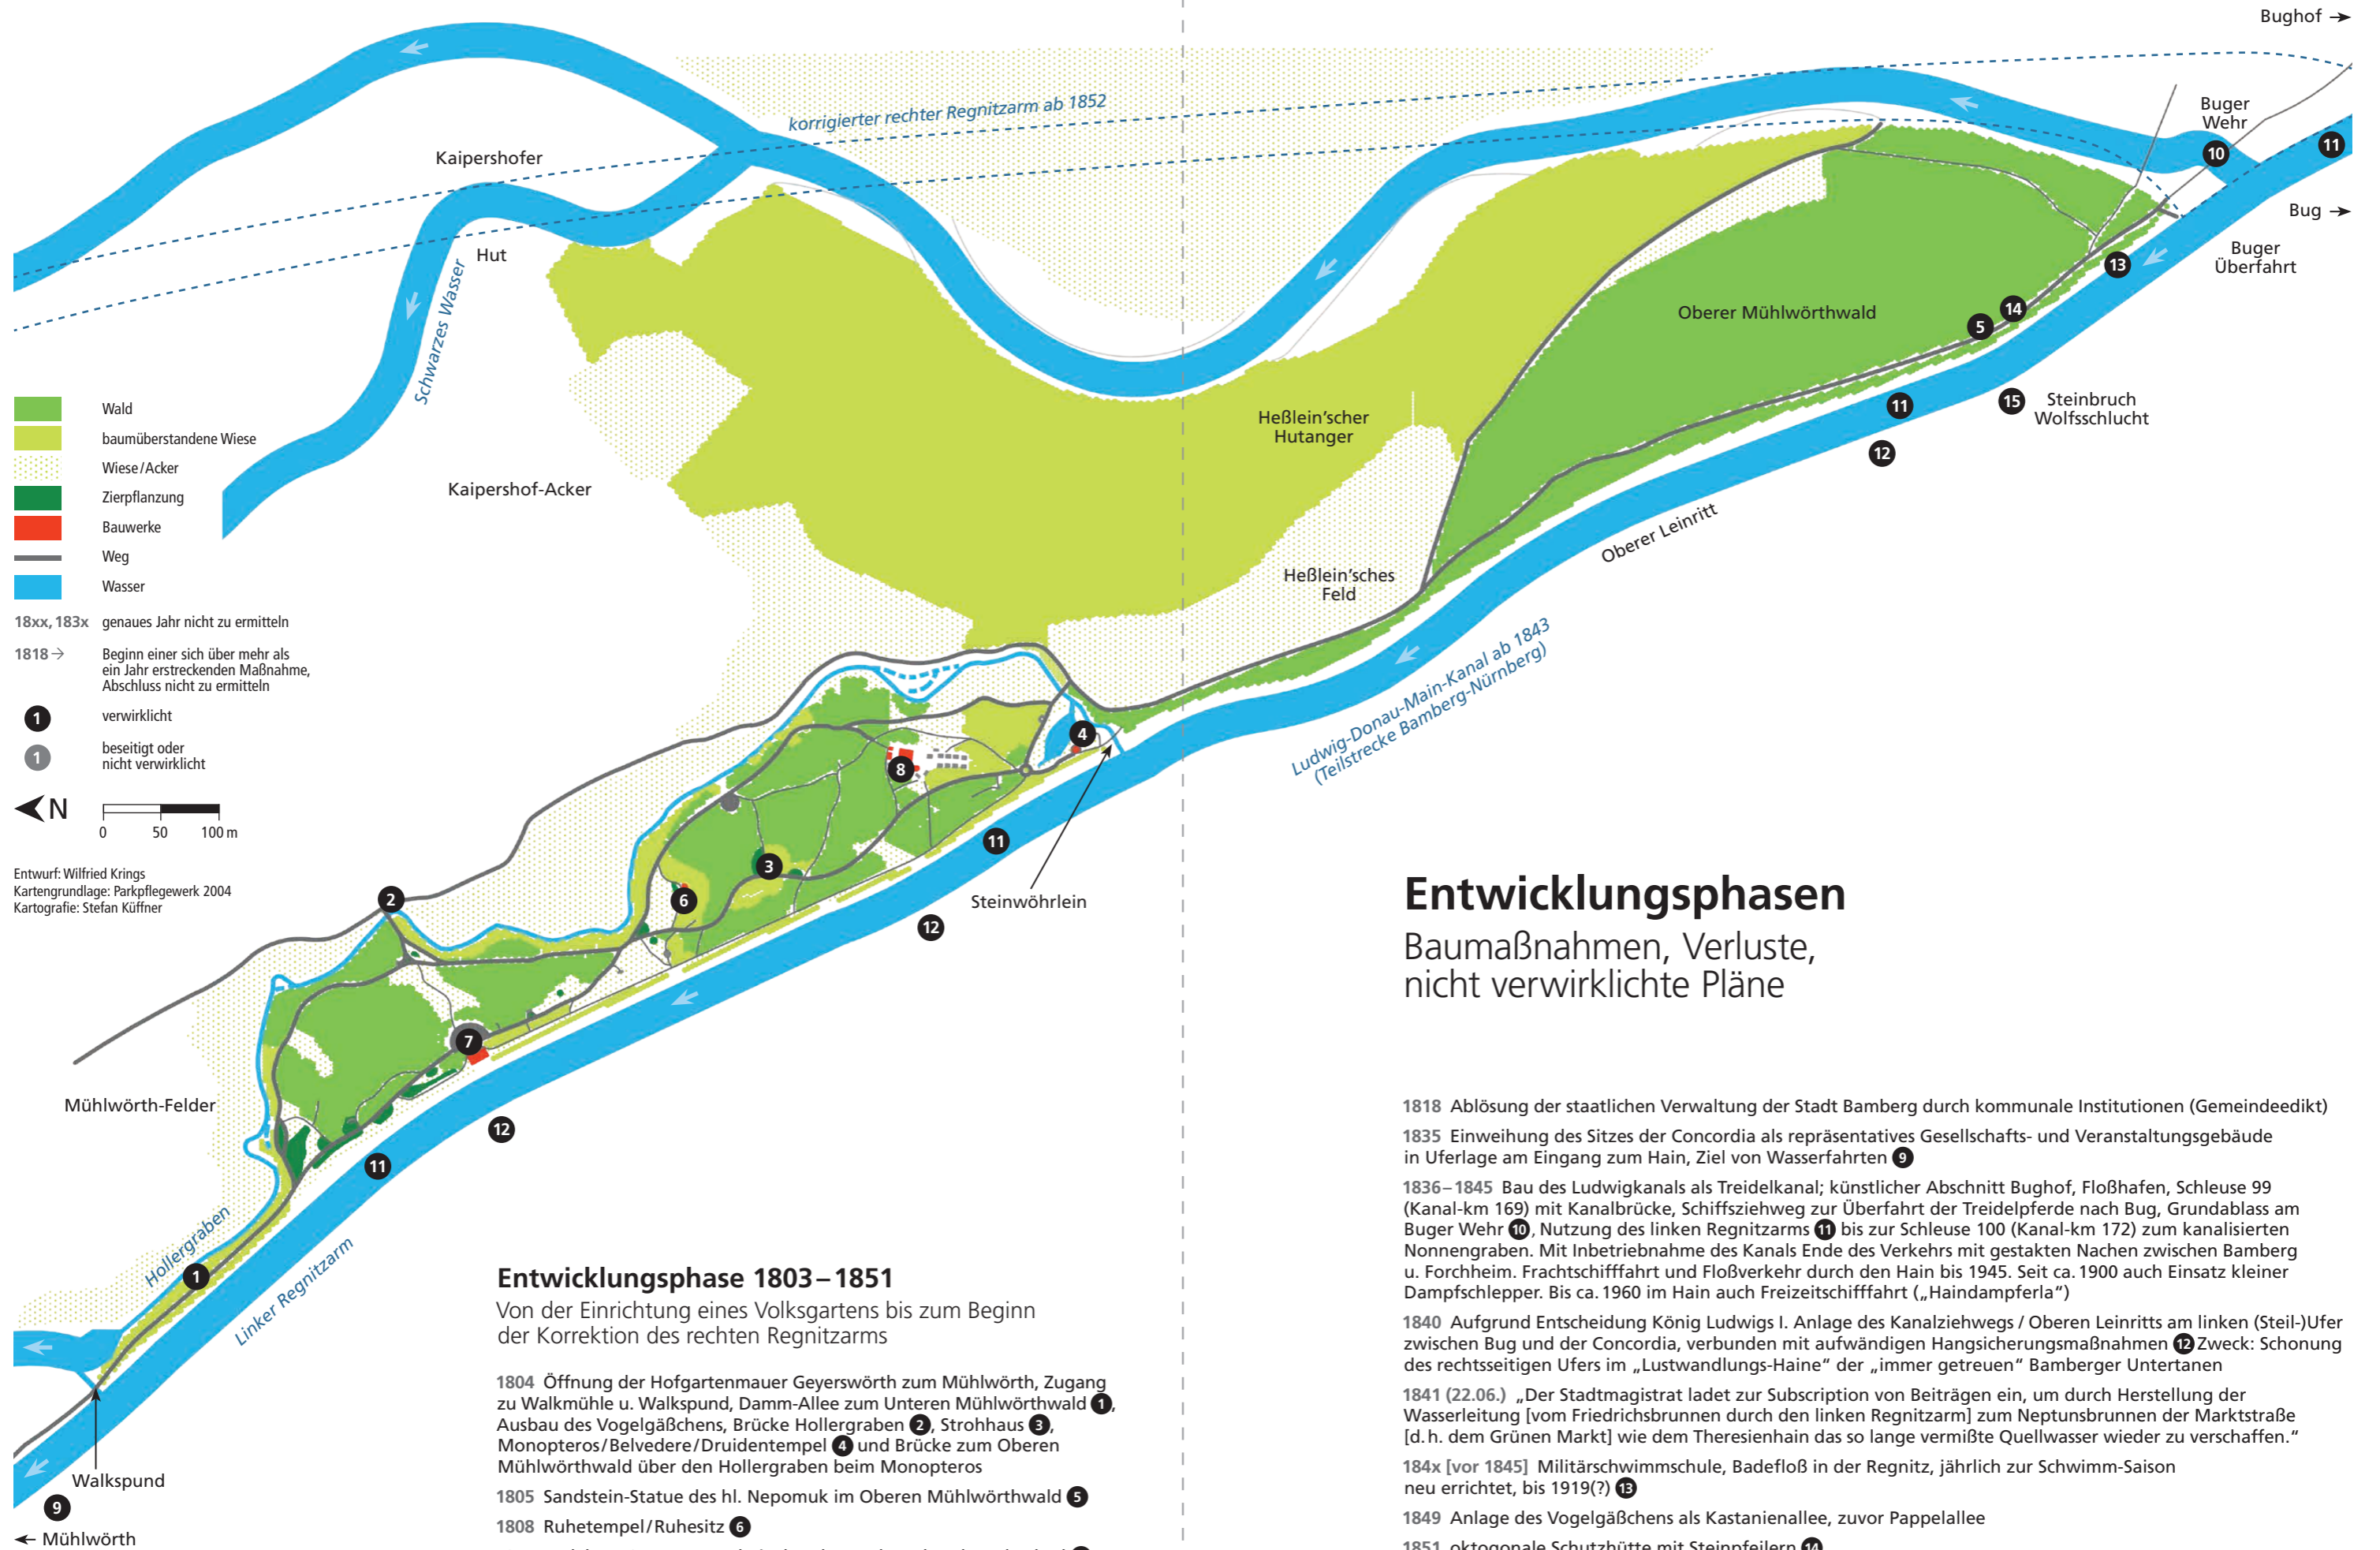 Bughof →
Buger
Wehr
10
11
korrigierter rechter Regnitzarm ab 1852
Kaipershofer
Hut
Bug →
Buger
Überfahrt
13
Schwarzes Wasser
Oberer Mühlwörthwald
14
5
11
15
Steinbruch
Wolfsschlucht
12
Heßlein'scher
Hutanger
Kaipershof-Acker
Oberer Leinritt
Heßlein'sches
Feld
Ludwig-Donau-Main-Kanal ab 1843
(Teilstrecke Bamberg-Nürnberg)
Wald
baumüberstandene Wiese
Wiese/Acker
Zierpflanzung
Bauwerke
Weg
Wasser
18xx, 183x genaues Jahr nicht zu ermitteln
1818→ Beginn einer sich über mehr als
ein Jahr erstreckenden Maßnahme,
Abschluss nicht zu ermitteln
1 verwirklicht
1 beseitigt oder
nicht verwirklicht
N
0 50 100 m
Entwurf: Wilfried Krings
Kartengrundlage: Parkpflegewerk 2004
Kartografie: Stefan Küffner
4
8
11
3
6
2
12
Steinwöhrlein
7
Mühlwörth-Felder
12
11
Hollergraben
1
Linker Regnitzarm
Walkspund
9
← Mühlwörth
Entwicklungsphase 1803–1851
Von der Einrichtung eines Volksgartens bis zum Beginn
der Korrektion des rechten Regnitzarms
1804 Öffnung der Hofgartenmauer Geyerswörth zum Mühlwörth, Zugang
zu Walkmühle u. Walkspund, Damm-Allee zum Unteren Mühlwörthwald 1,
Ausbau des Vogelgäßchens, Brücke Hollergraben 2, Strohhaus 3,
Monopteros/Belvedere/Druidentempel 4 und Brücke zum Oberen
Mühlwörthwald über den Hollergraben beim Monopteros
1805 Sandstein-Statue des hl. Nepomuk im Oberen Mühlwörthwald 5
1808 Ruhetempel/Ruhesitz 6
Entwicklungsphasen
Baumaßnahmen, Verluste,
nicht verwirklichte Pläne
1818 Ablösung der staatlichen Verwaltung der Stadt Bamberg durch kommunale Institutionen (Gemeindeedikt)
1835 Einweihung des Sitzes der Concordia als repräsentatives Gesellschafts- und Veranstaltungsgebäude
in Uferlage am Eingang zum Hain, Ziel von Wasserfahrten 9
1836–1845 Bau des Ludwigkanals als Treidelkanal; künstlicher Abschnitt Bughof, Floßhafen, Schleuse 99
(Kanal-km 169) mit Kanalbrücke, Schiffsziehweg zur Überfahrt der Treidelpferde nach Bug, Grundablass am
Buger Wehr 10, Nutzung des linken Regnitzarms 11 bis zur Schleuse 100 (Kanal-km 172) zum kanalisierten
Nonnengraben. Mit Inbetriebnahme des Kanals Ende des Verkehrs mit gestakten Nachen zwischen Bamberg
u. Forchheim. Frachtschifffahrt und Floßverkehr durch den Hain bis 1945. Seit ca. 1900 auch Einsatz kleiner
Dampfschlepper. Bis ca. 1960 im Hain auch Freizeitschifffahrt („Haindampferla“)
1840 Aufgrund Entscheidung König Ludwigs I. Anlage des Kanalziehwegs / Oberen Leinritts am linken (Steil-)Ufer
zwischen Bug und der Concordia, verbunden mit aufwändigen Hangsicherungsmaßnahmen 12 Zweck: Schonung
des rechtsseitigen Ufers im „Lustwandlungs-Haine“ der „immer getreuen“ Bamberger Untertanen
1841 (22.06.) „Der Stadtmagistrat ladet zur Subscription von Beiträgen ein, um durch Herstellung der
Wasserleitung [vom Friedrichsbrunnen durch den linken Regnitzarm] zum Neptunsbrunnen der Marktstraße
[d. h. dem Grünen Markt] wie dem Theresienhain das so lange vermißte Quellwasser wieder zu verschaffen.“
184x [vor 1845] Militärschwimmschule, Badefloß in der Regnitz, jährlich zur Schwimm-Saison
neu errichtet, bis 1919(?) 13
1849 Anlage des Vogelgäßchens als Kastanienallee, zuvor Pappelallee
1851 oktogonale Schutzhütte mit Steinpfeilern 14